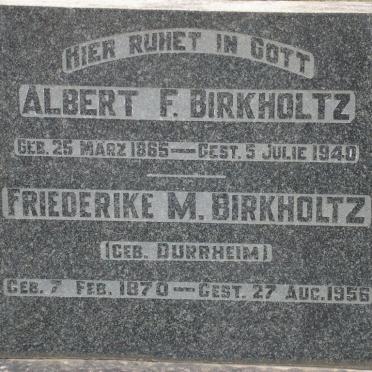 HIER RUHET IN GOTT
ALBERT F. BIRKHOLTZ
GEB. 25 MARZ 1865 — GEST. 5 JULIE 1940
FRIEDERIKE M. BIRKHOLTZ
(GEB. DURRHEIM)
GEB. 7 FEB. 1870 — GEST. 27 AUG. 1956